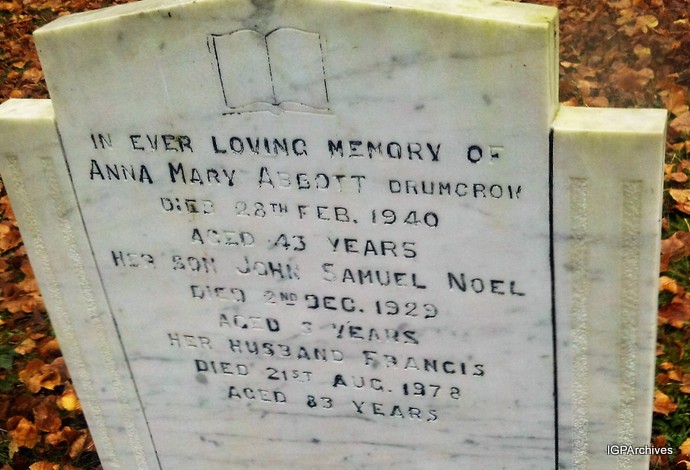 IN EVER LOVING MEMORY OF
ANNA MARY ABBOTT DRUMCROW
DIED 28TH FEB. 1940
AGED 43 YEARS
HER SON JOHN SAMUEL NOEL
DIED 2ND DEC. 1929
AGED 3 YEARS
HER HUSBAND FRANCIS
DIED 21ST AUG. 1978
AGED 83 YEARS
IGPArchives